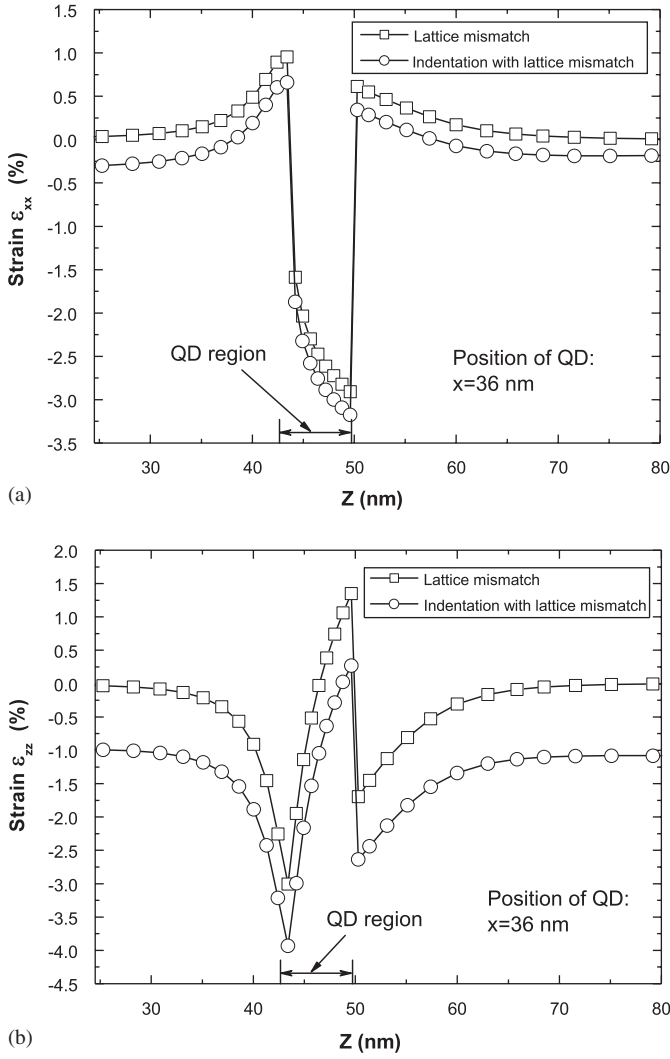 1.5
1.0
0.5
0.0
-0.5
-1.0
-1.5
-2.0
-2.5
-3.0
-3.5
Strain εxx (%)
Lattice mismatch
Indentation with lattice mismatch
QD region
Position of QD:
x=36 nm
30 40 50 60 70 80
(a)
Z (nm)
2.0
1.5
1.0
0.5
0.0
-0.5
-1.0
-1.5
-2.0
-2.5
-3.0
-3.5
-4.0
-4.5
Strain εzz (%)
Lattice mismatch
Indentation with lattice mismatch
Position of QD:
x=36 nm
QD region
30 40 50 60 70 80
(b)
Z (nm)